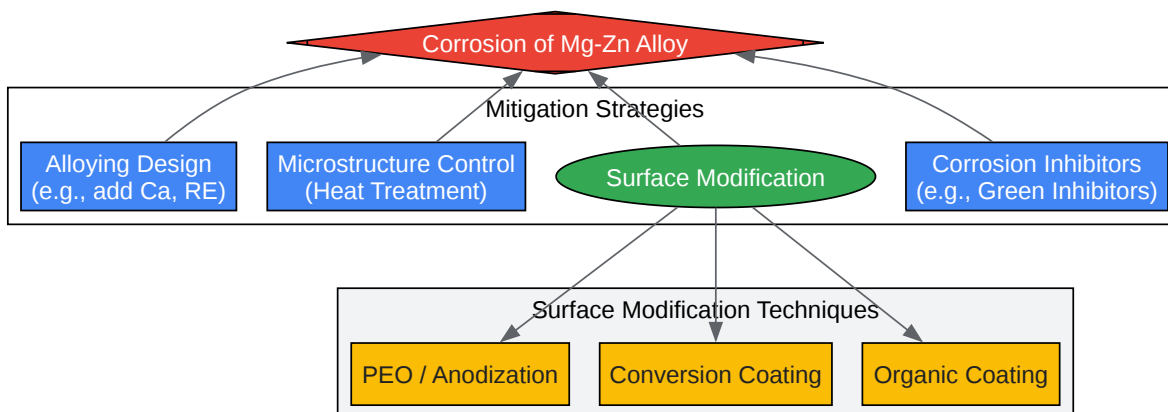 Corrosion of Mg-Zn Alloy
Mitigation Strategies
Alloying Design
(e.g., add Ca, RE)
Microstructure Control
(Heat Treatment)
Surface Modification
Corrosion Inhibitors
(e.g., Green Inhibitors)
Surface Modification Techniques
PEO / Anodization
Conversion Coating
Organic Coating